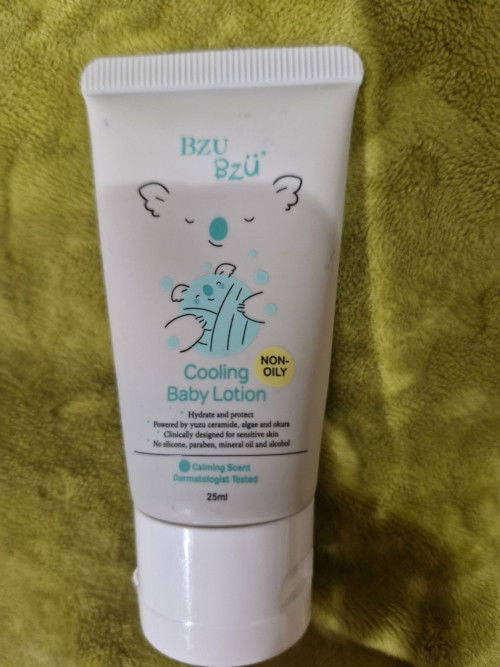 BZU
BZü
NON-
OILY
Cooling
Baby Lotion
Hydrate and protect
Powered by yuzu ceramide, algae and okura
Clinically designed for sensitive skin
No silicone, paraben, mineral oil and alcohol
Calming Scent
Dermatologist Tested
25ml